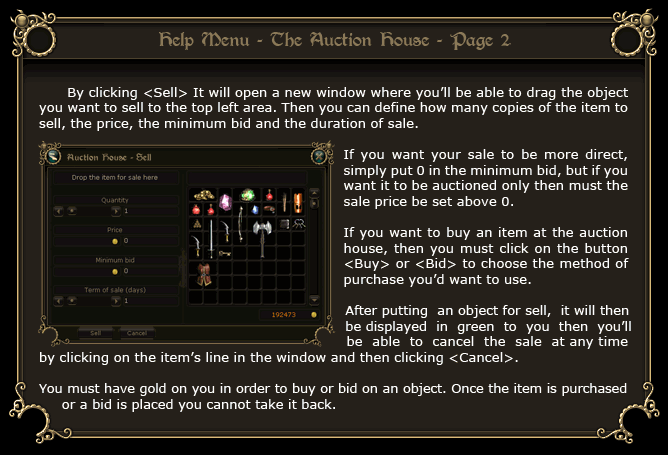 Help Menu - The Auction House - Page 2
By clicking <Sell> It will open a new window where you'll be able to drag the object
you want to sell to the top left area. Then you can define how many copies of the item to
sell, the price, the minimum bid and the duration of sale.
Auction House - Sell
Drop the item for sale here
Quantity
1
Price
0
Minimum bid
0
Term of sale (days)
1
192473
Sell
Cancel
If you want your sale to be more direct,
simply put 0 in the minimum bid, but if you
want it to be auctioned only then must the
sale price be set above 0.
If you want to buy an item at the auction
house, then you must click on the button
<Buy> or <Bid> to choose the method of
purchase you'd want to use.
After putting an object for sell, it will then
be displayed in green to you then you'll
be able to cancel the sale at any time
by clicking on the item's line in the window and then clicking <Cancel>.
You must have gold on you in order to buy or bid on an object. Once the item is purchased
or a bid is placed you cannot take it back.